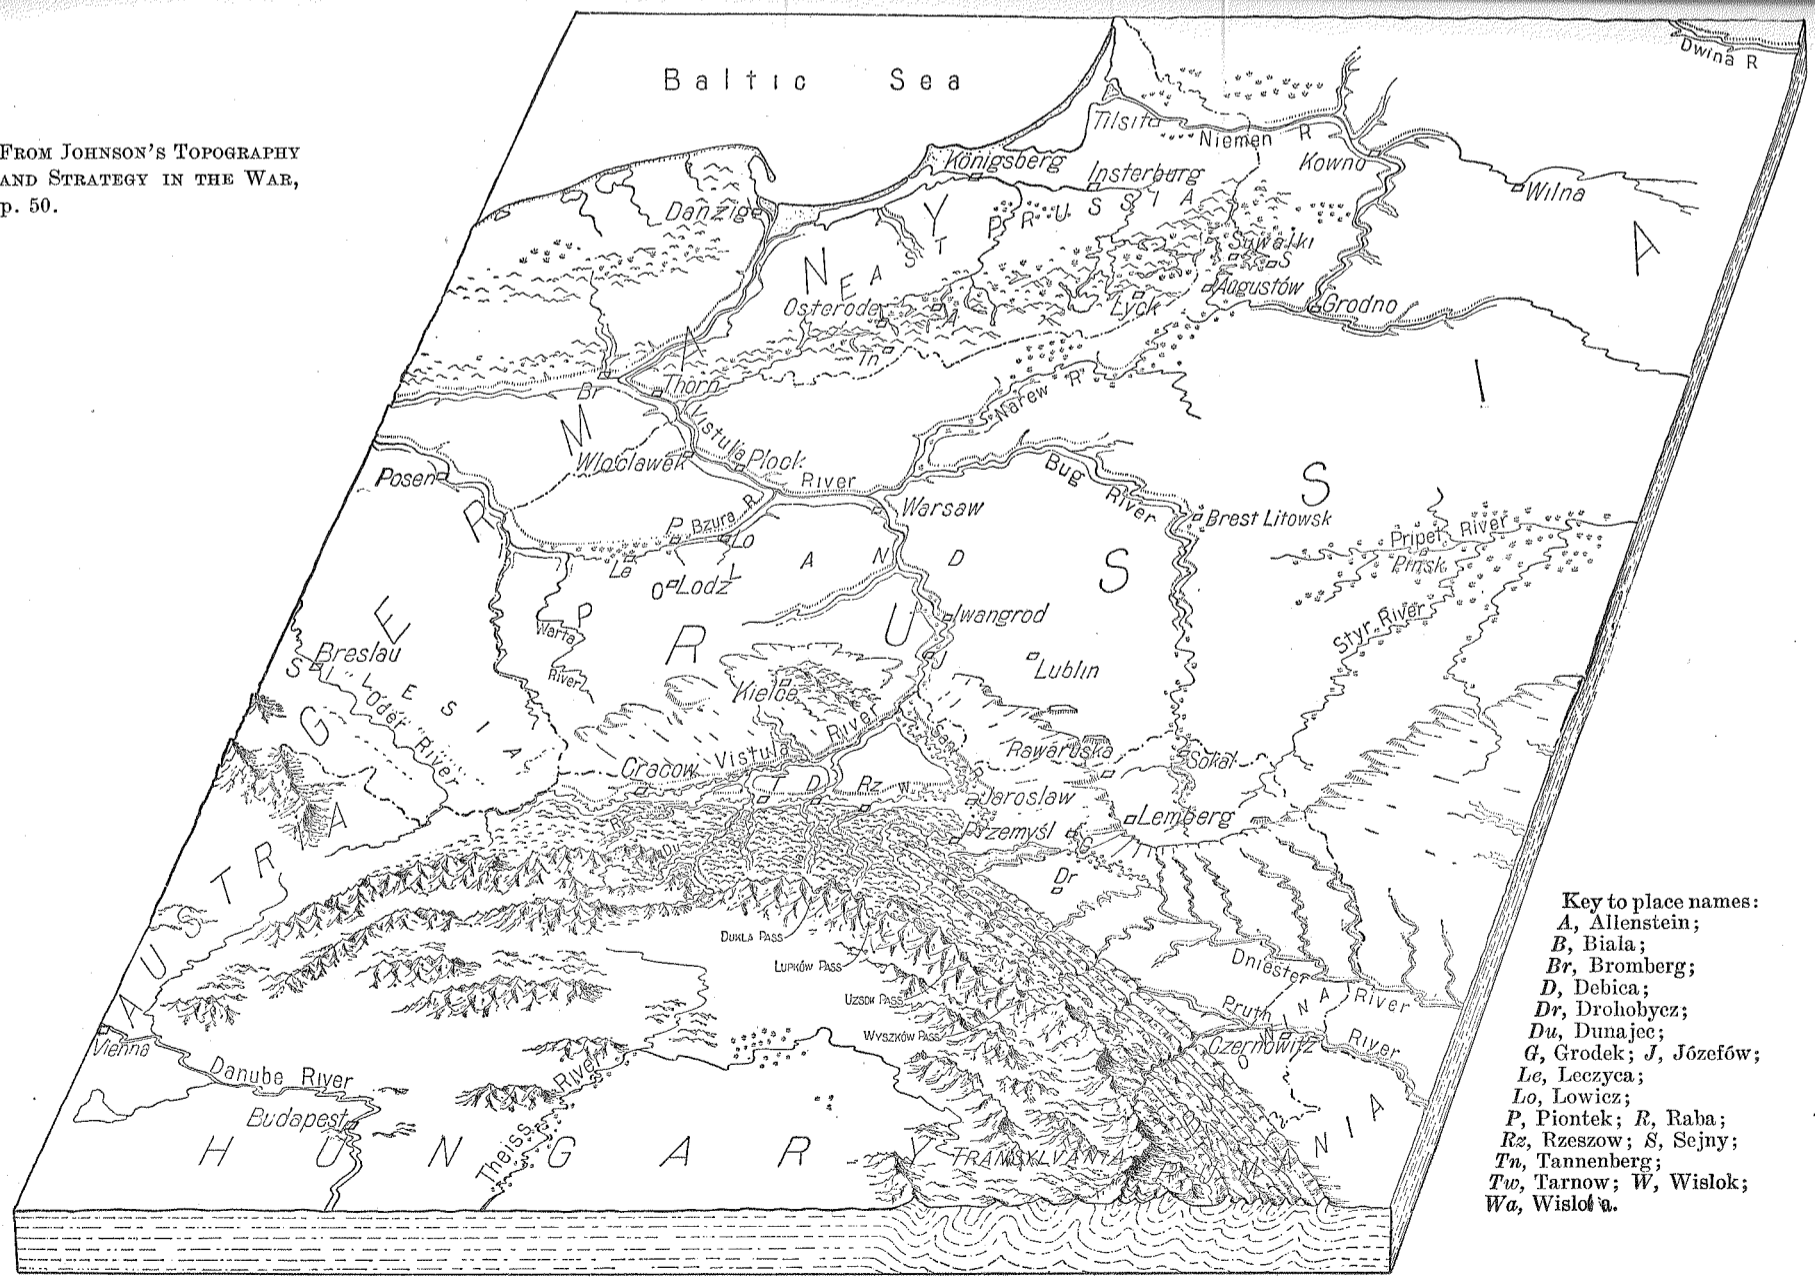 FROM JOHNSON'S TOPOGRAPHY
AND STRATEGY IN THE WAR,
p. 50.
Baltic Sea
Dwina R
Tilsit
Niemen R
Kowno
Königsberg
Insterburg
Wilna
Danzig
EAST PRUSSIA
Suwalki
S
Augustów
Grodno
Osterode
A
Lyck
Tn
Br
Thorn
Narew R
GERMANY
RUSSIA
Vistula River
Wloclawek
Plock
Posen
Bug River
Warsaw
Brest Litowsk
P
Bzura R
Lo
Le
Lodz
POLAND
Pripet River
Pinsk
Iwangrod
Styr River
Warta River
J
Lublin
Breslau
SILESIA
Oder River
Kielce
Vistula River
San
Rawaruska
Sokal
Cracow
T
D
Rz
W
Jaroslaw
Lemberg
Przemyśl
G
R
Du
Dr
AUSTRIA
DUKLA PASS
LUPKÓW PASS
UZSOK PASS
WYSZKÓW PASS
Dniester River
Pruth River
Czernowitz
Vienna
Danube River
Budapest
Theiss River
HUNGARY
TRANSYLVANIA
Key to place names:
A, Allenstein;
B, Biala;
Br, Bromberg;
D, Debica;
Dr, Drohobycz;
Du, Dunajec;
G, Grodek; J, Józefów;
Le, Leczyca;
Lo, Lowicz;
P, Piontek; R, Raba;
Rz, Rzeszow; S, Sejny;
Tn, Tannenberg;
Tw, Tarnow; W, Wislok;
Wa, Wisloka.